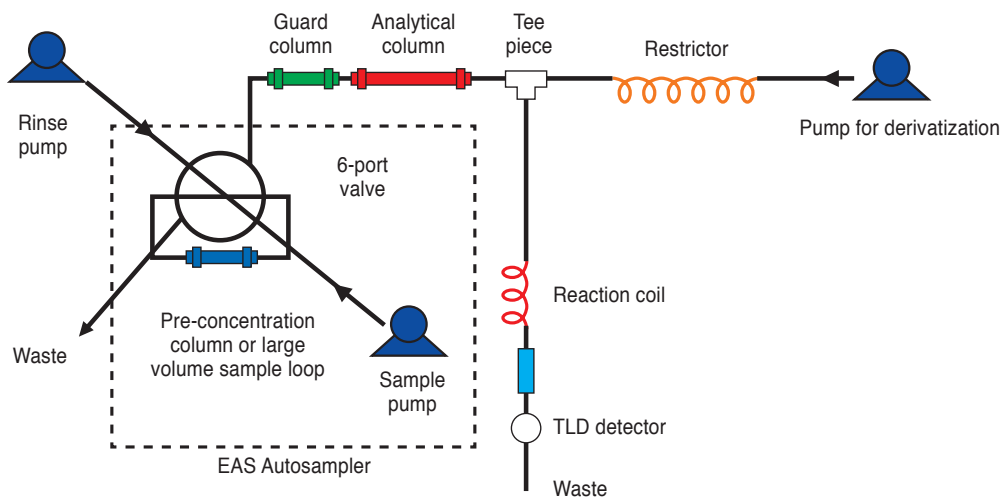 Guard
column
Analytical
column
Tee
piece
Restrictor
Rinse
pump
Pump for derivatization
6-port
valve
Reaction coil
Pre-concentration
column or large
volume sample loop
Waste
Sample
pump
TLD detector
EAS Autosampler
Waste